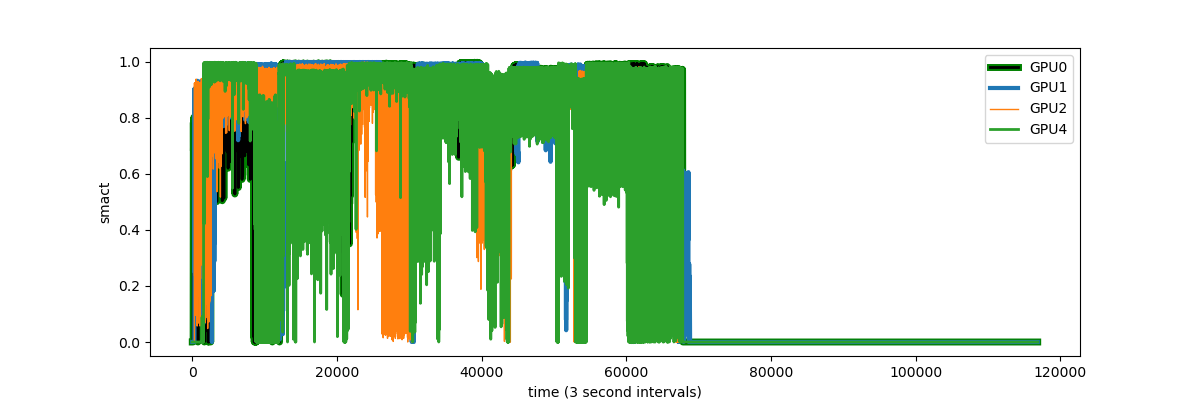 1.0
0.8
0.6
0.4
0.2
0.0
smact
GPU0
GPU1
GPU2
GPU4
0 20000 40000 60000 80000 100000 120000
time (3 second intervals)